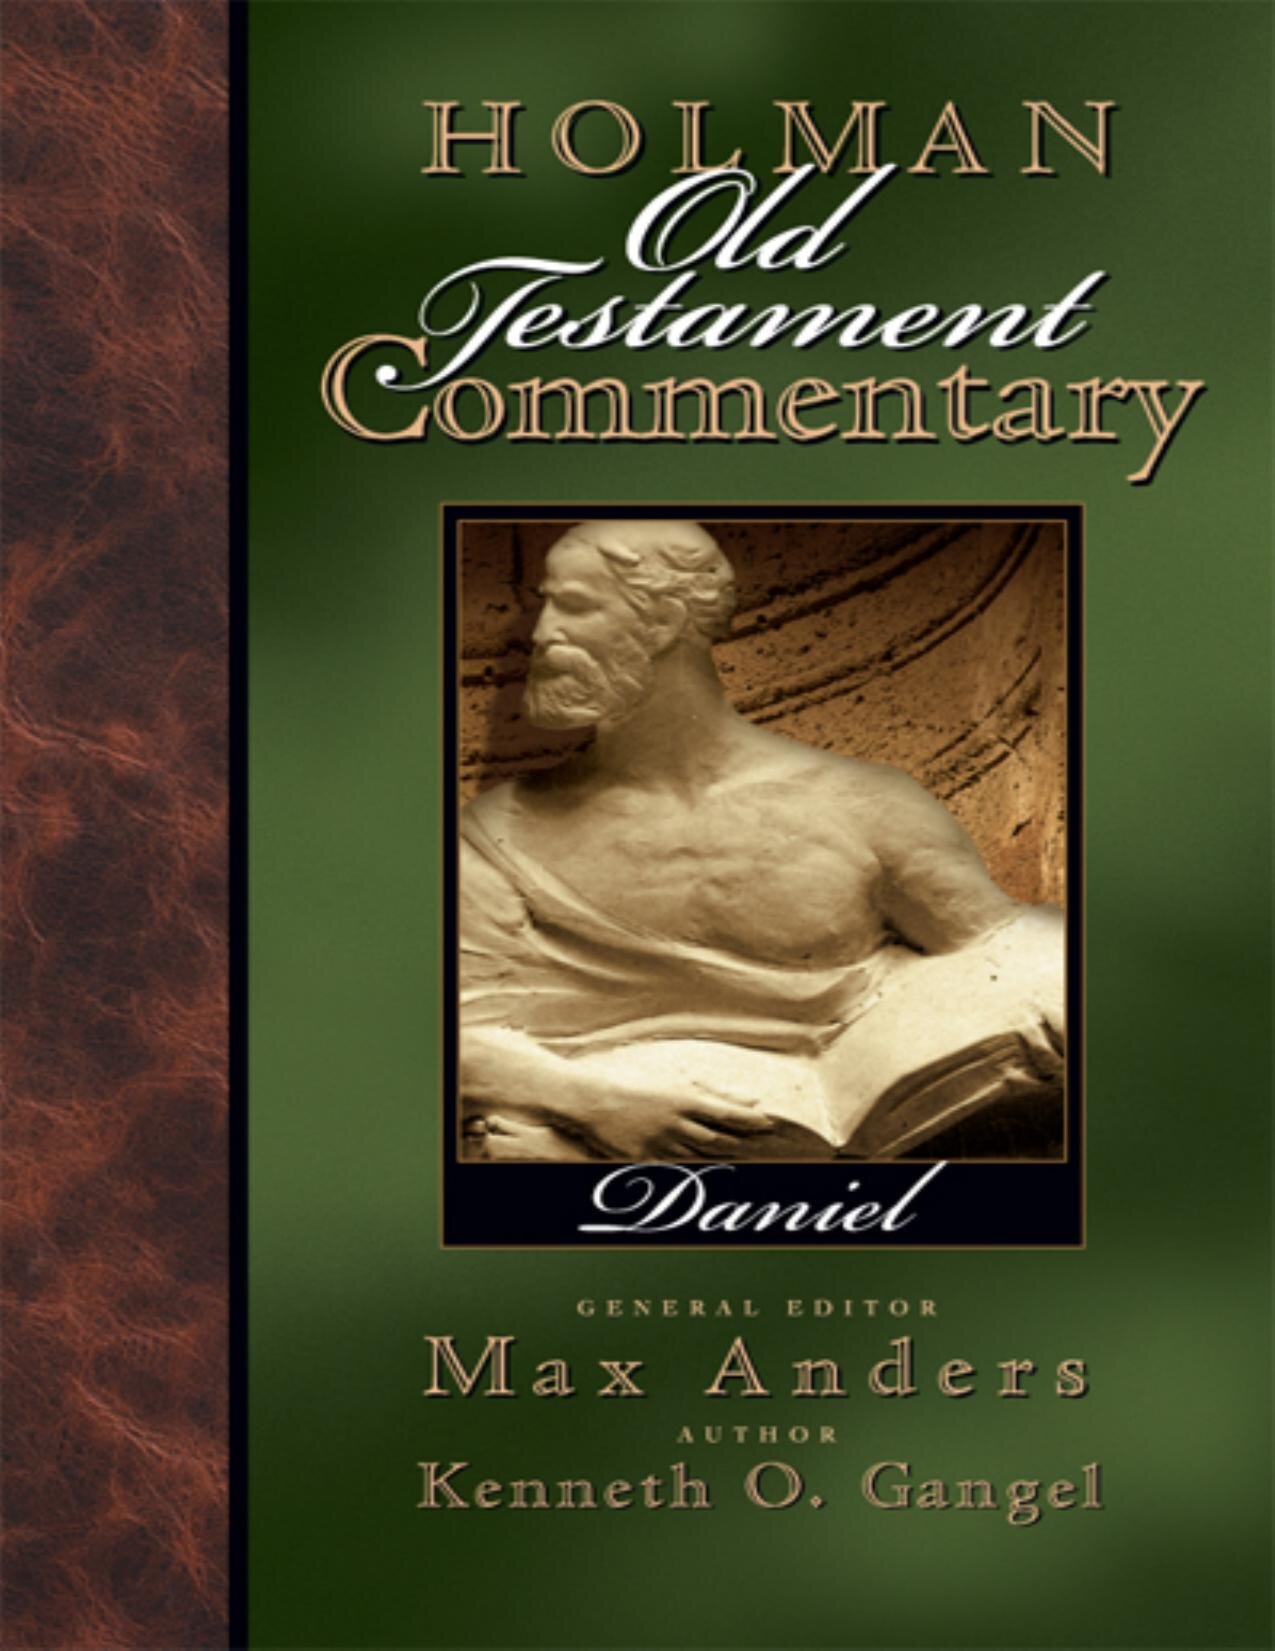 HOLMAN
Old
Testament
Commentary
Daniel
GENERAL EDITOR
Max Anders
AUTHOR
Kenneth O. Gangel